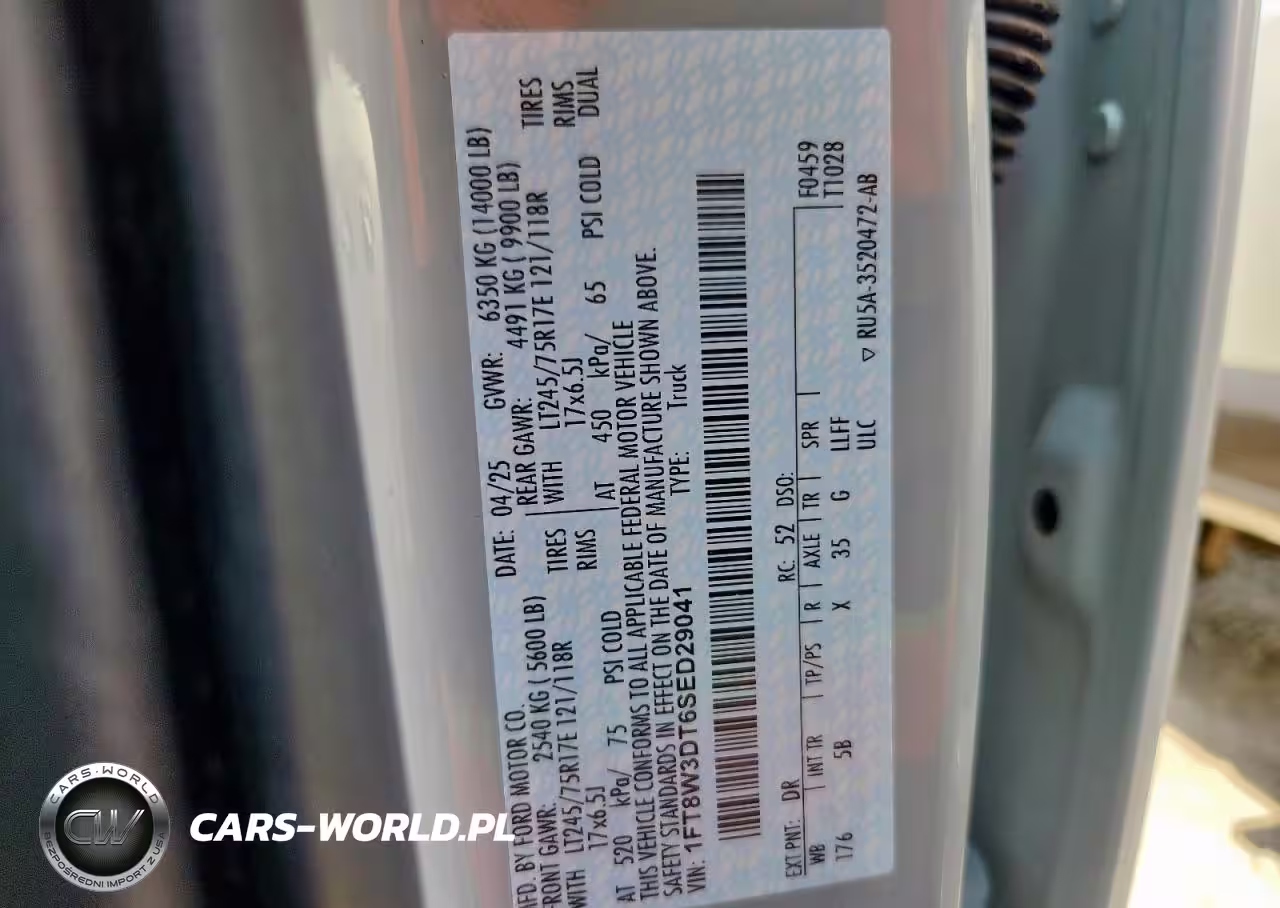 MFD. BY FORD MOTOR CO. DATE: 04/25 GVWR: 6350 KG (14000 LB)
FRONT GAWR: 2540 KG ( 5600 LB) REAR GAWR: 4491 KG ( 9900 LB)
WITH LT245/75R17E 121/118R TIRES WITH LT245/75R17E 121/118R TIRES
17x6.5J RIMS 17x6.5J RIMS
AT 520 kPa/ 75 PSI COLD AT 450 kPa/ 65 PSI COLD DUAL
THIS VEHICLE CONFORMS TO ALL APPLICABLE FEDERAL MOTOR VEHICLE
SAFETY STANDARDS IN EFFECT ON THE DATE OF MANUFACTURE SHOWN ABOVE.
VIN: 1FT8W3DT6SED29041 TYPE: Truck
EXT PNT: DR RC: 52 DSO: F0459
WB INT TR TP/PS R AXLE TR SPR T1028
176 5B X 35 G LLFF
ULC ▽ RU5A-3520472-AB
CARS-WORLD
CW
BEZPOŚREDNI IMPORT Z USA
CARS-WORLD.PL